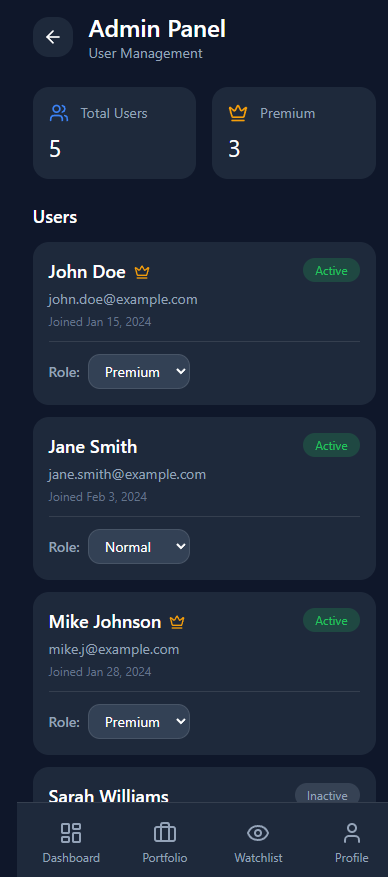 Admin Panel
User Management
Total Users
5
Premium
3
Users
John Doe
Active
john.doe@example.com
Joined Jan 15, 2024
Role: Premium
Jane Smith
Active
jane.smith@example.com
Joined Feb 3, 2024
Role: Normal
Mike Johnson
Active
mike.j@example.com
Joined Jan 28, 2024
Role: Premium
Sarah Williams
Inactive
Dashboard
Portfolio
Watchlist
Profile